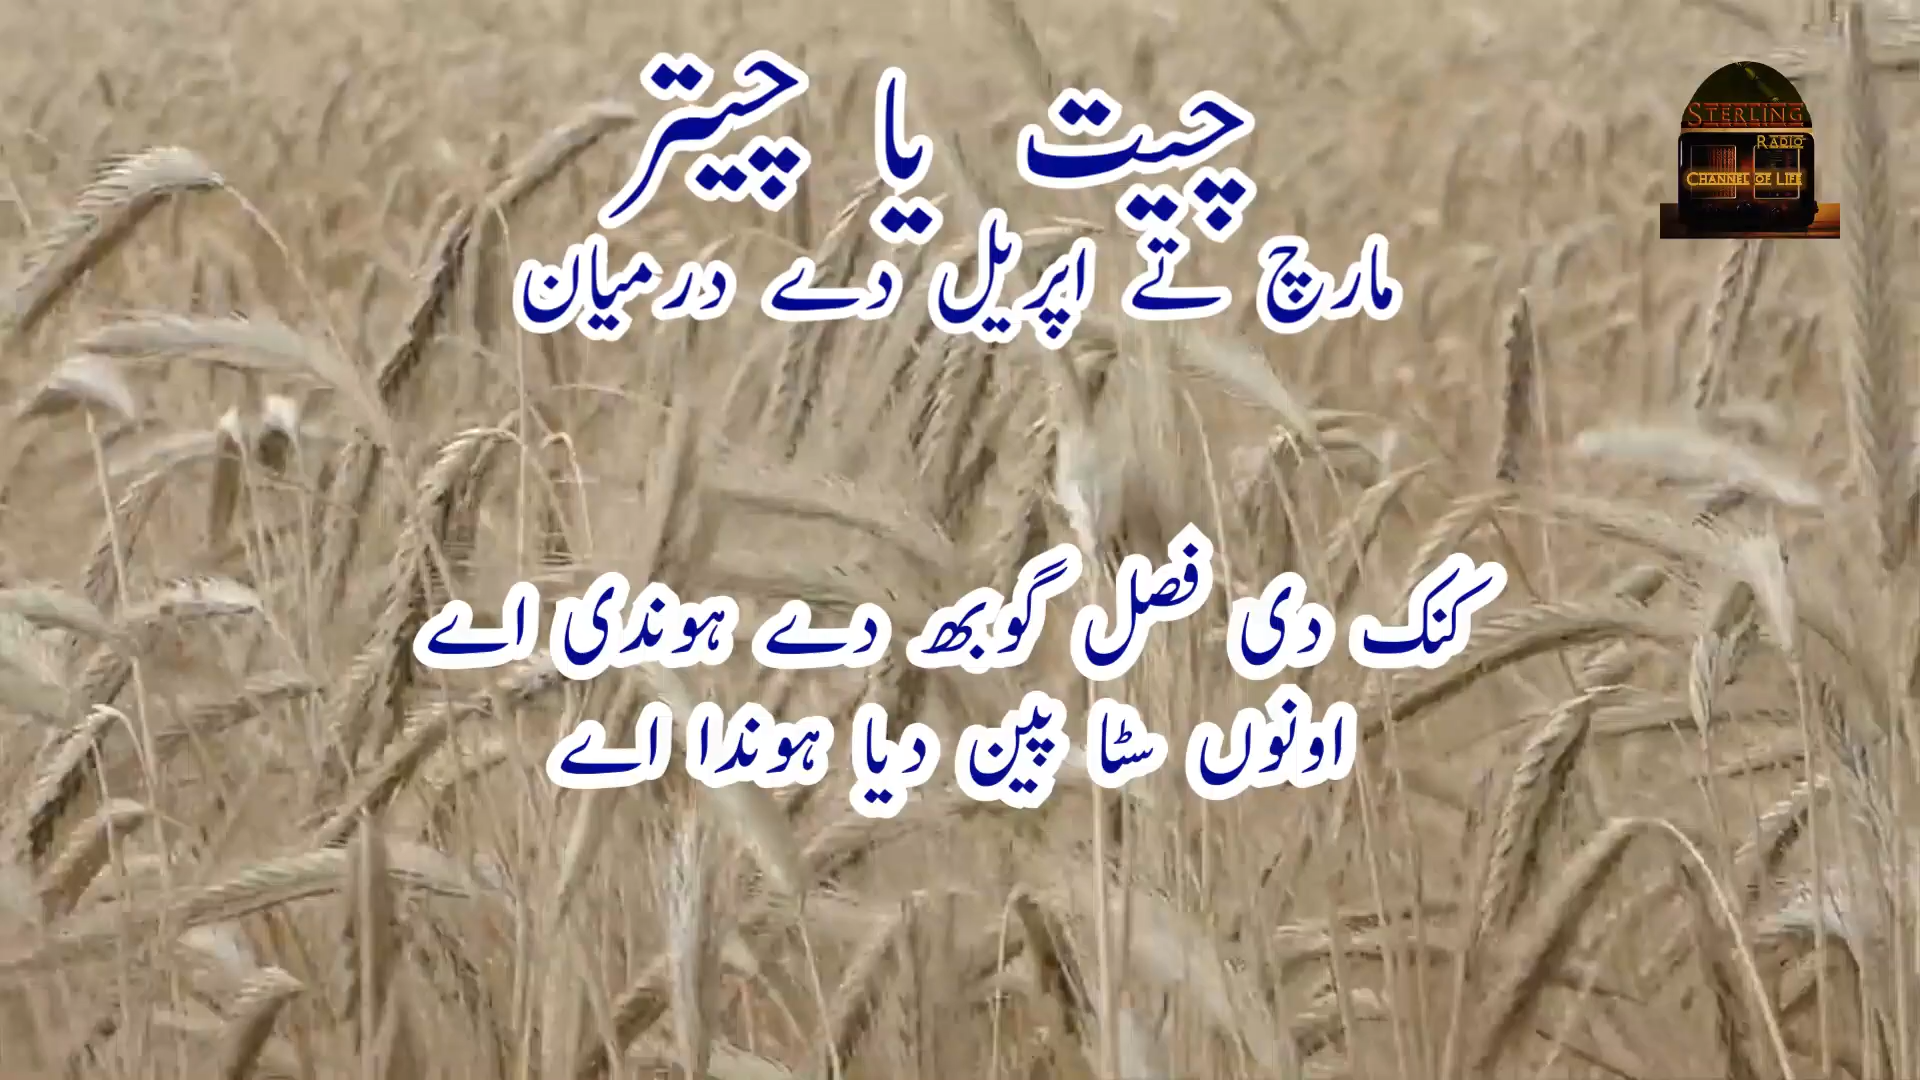 چیت یا چیتر
مارچ تے اپریل دے درمیان
کنک دی فصل گوبھ دے ہوندی اے
اونوں سٹا پین دیا ہوندا اے
STERLING
RADIO
CHANNEL OF LIFE